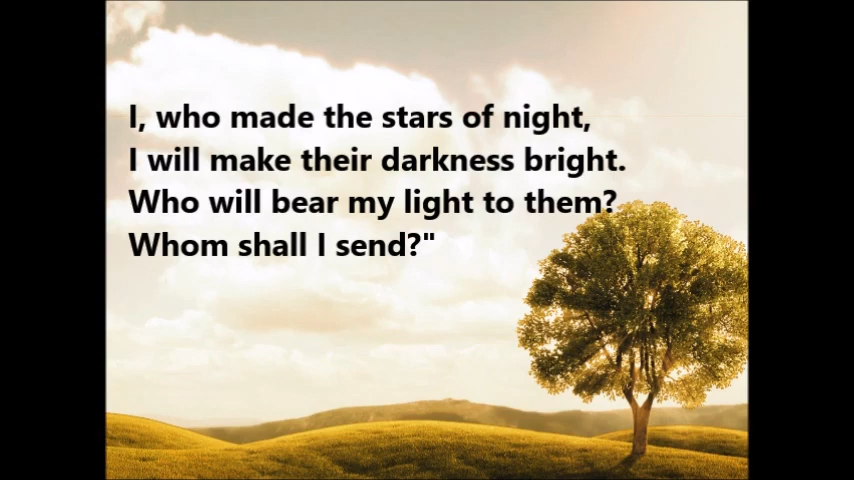 I, who made the stars of night,
I will make their darkness bright.
Who will bear my light to them?
Whom shall I send?"